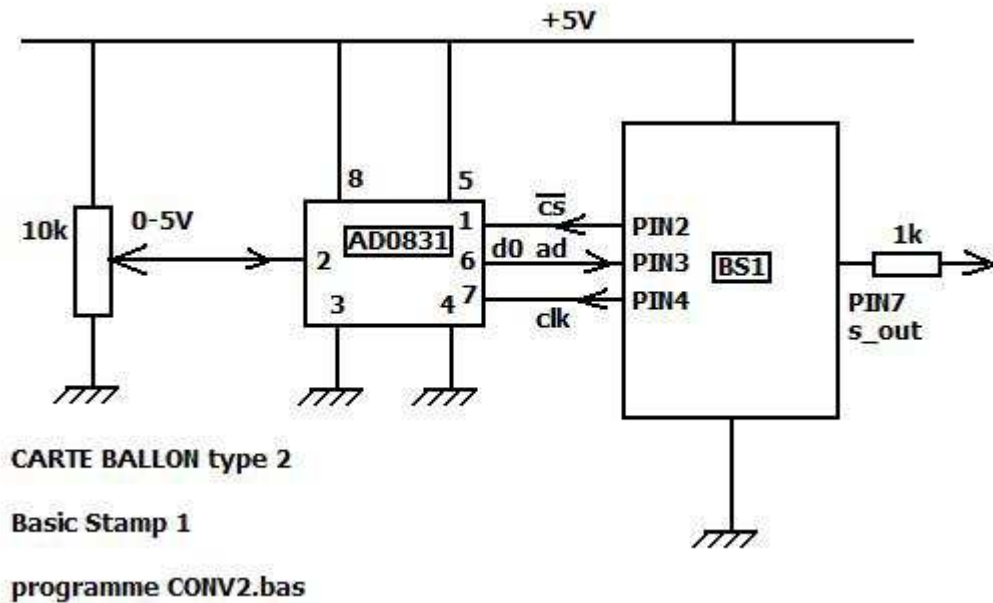 +5V
8
5
10k
0-5V
2
AD0831
1
6
7
3
4
cs
d0 ad
clk
PIN2
PIN3
PIN4
BS1
1k
PIN7
s_out
CARTE BALLON type 2
Basic Stamp 1
programme CONV2.bas